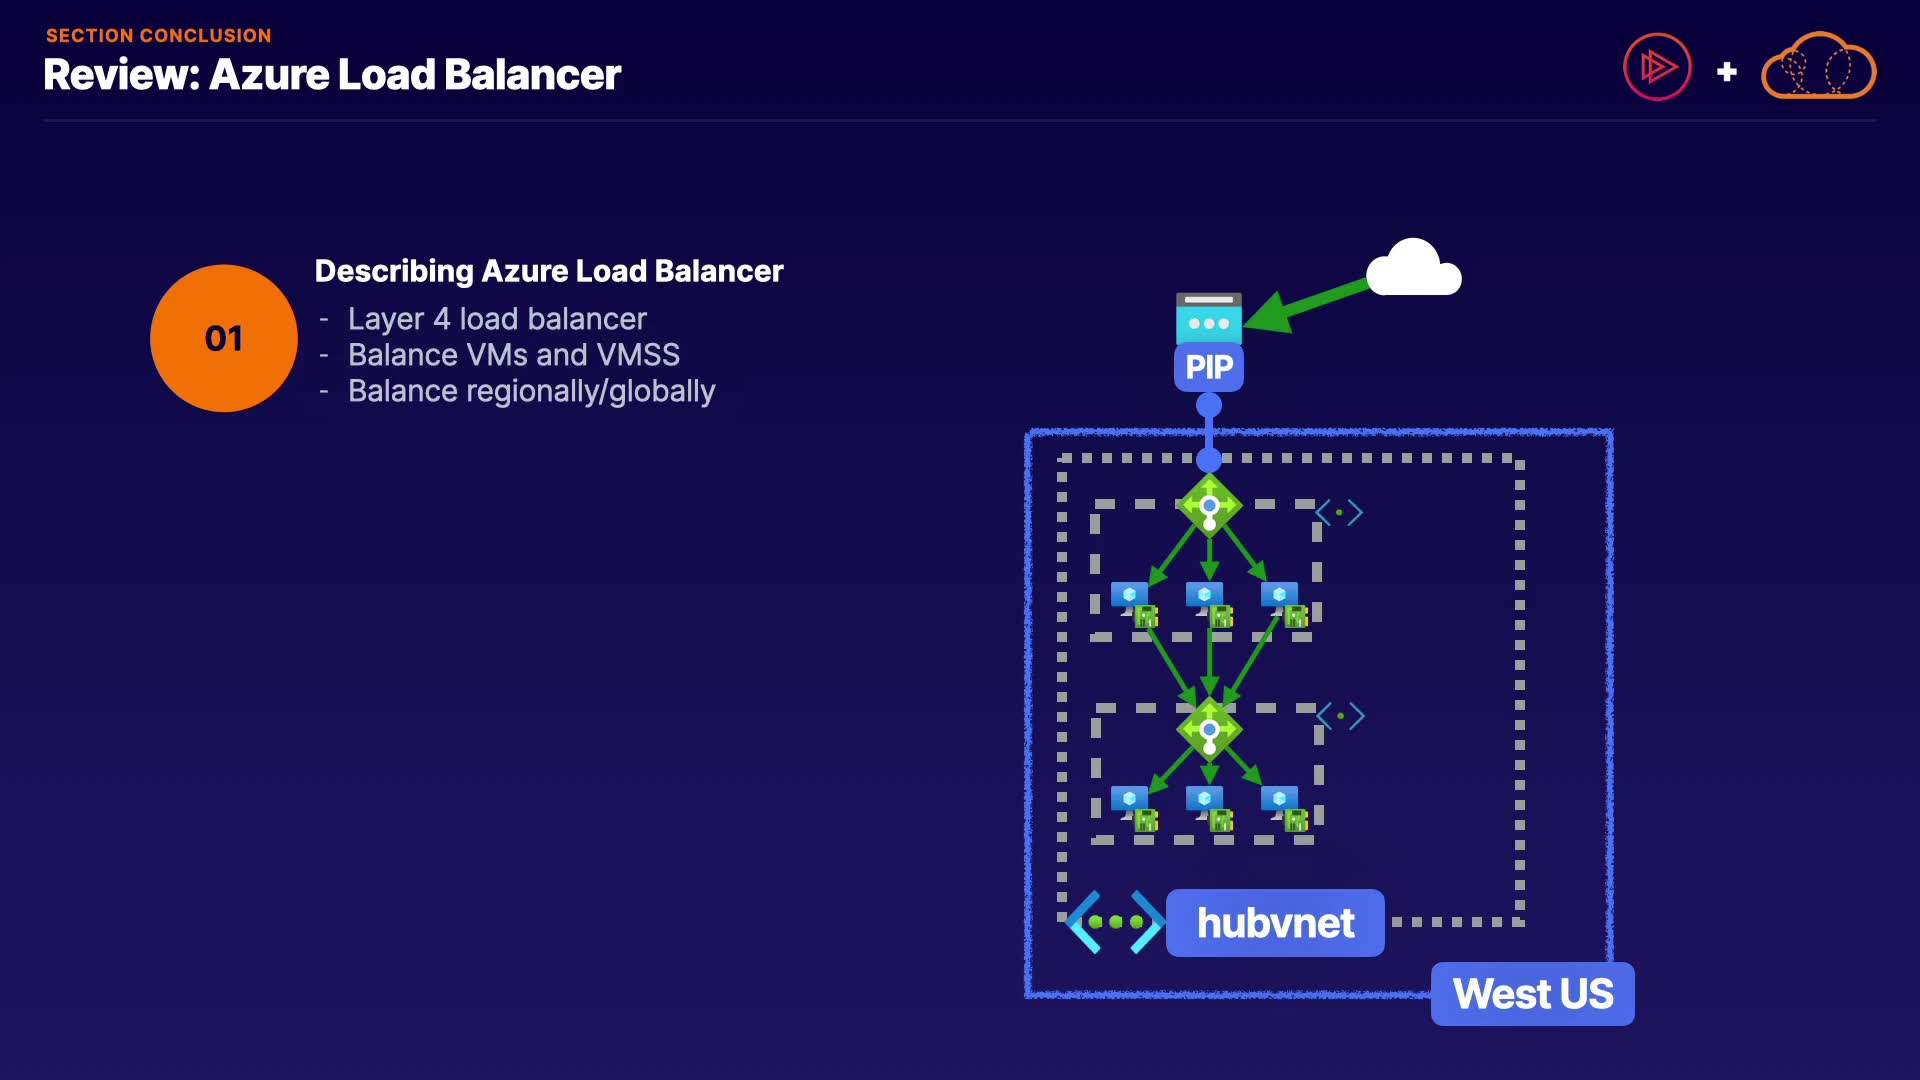 SECTION CONCLUSION
Review: Azure Load Balancer
+
01
Describing Azure Load Balancer
- Layer 4 load balancer
- Balance VMs and VMSS
- Balance regionally/globally
PIP
hubvnet
West US